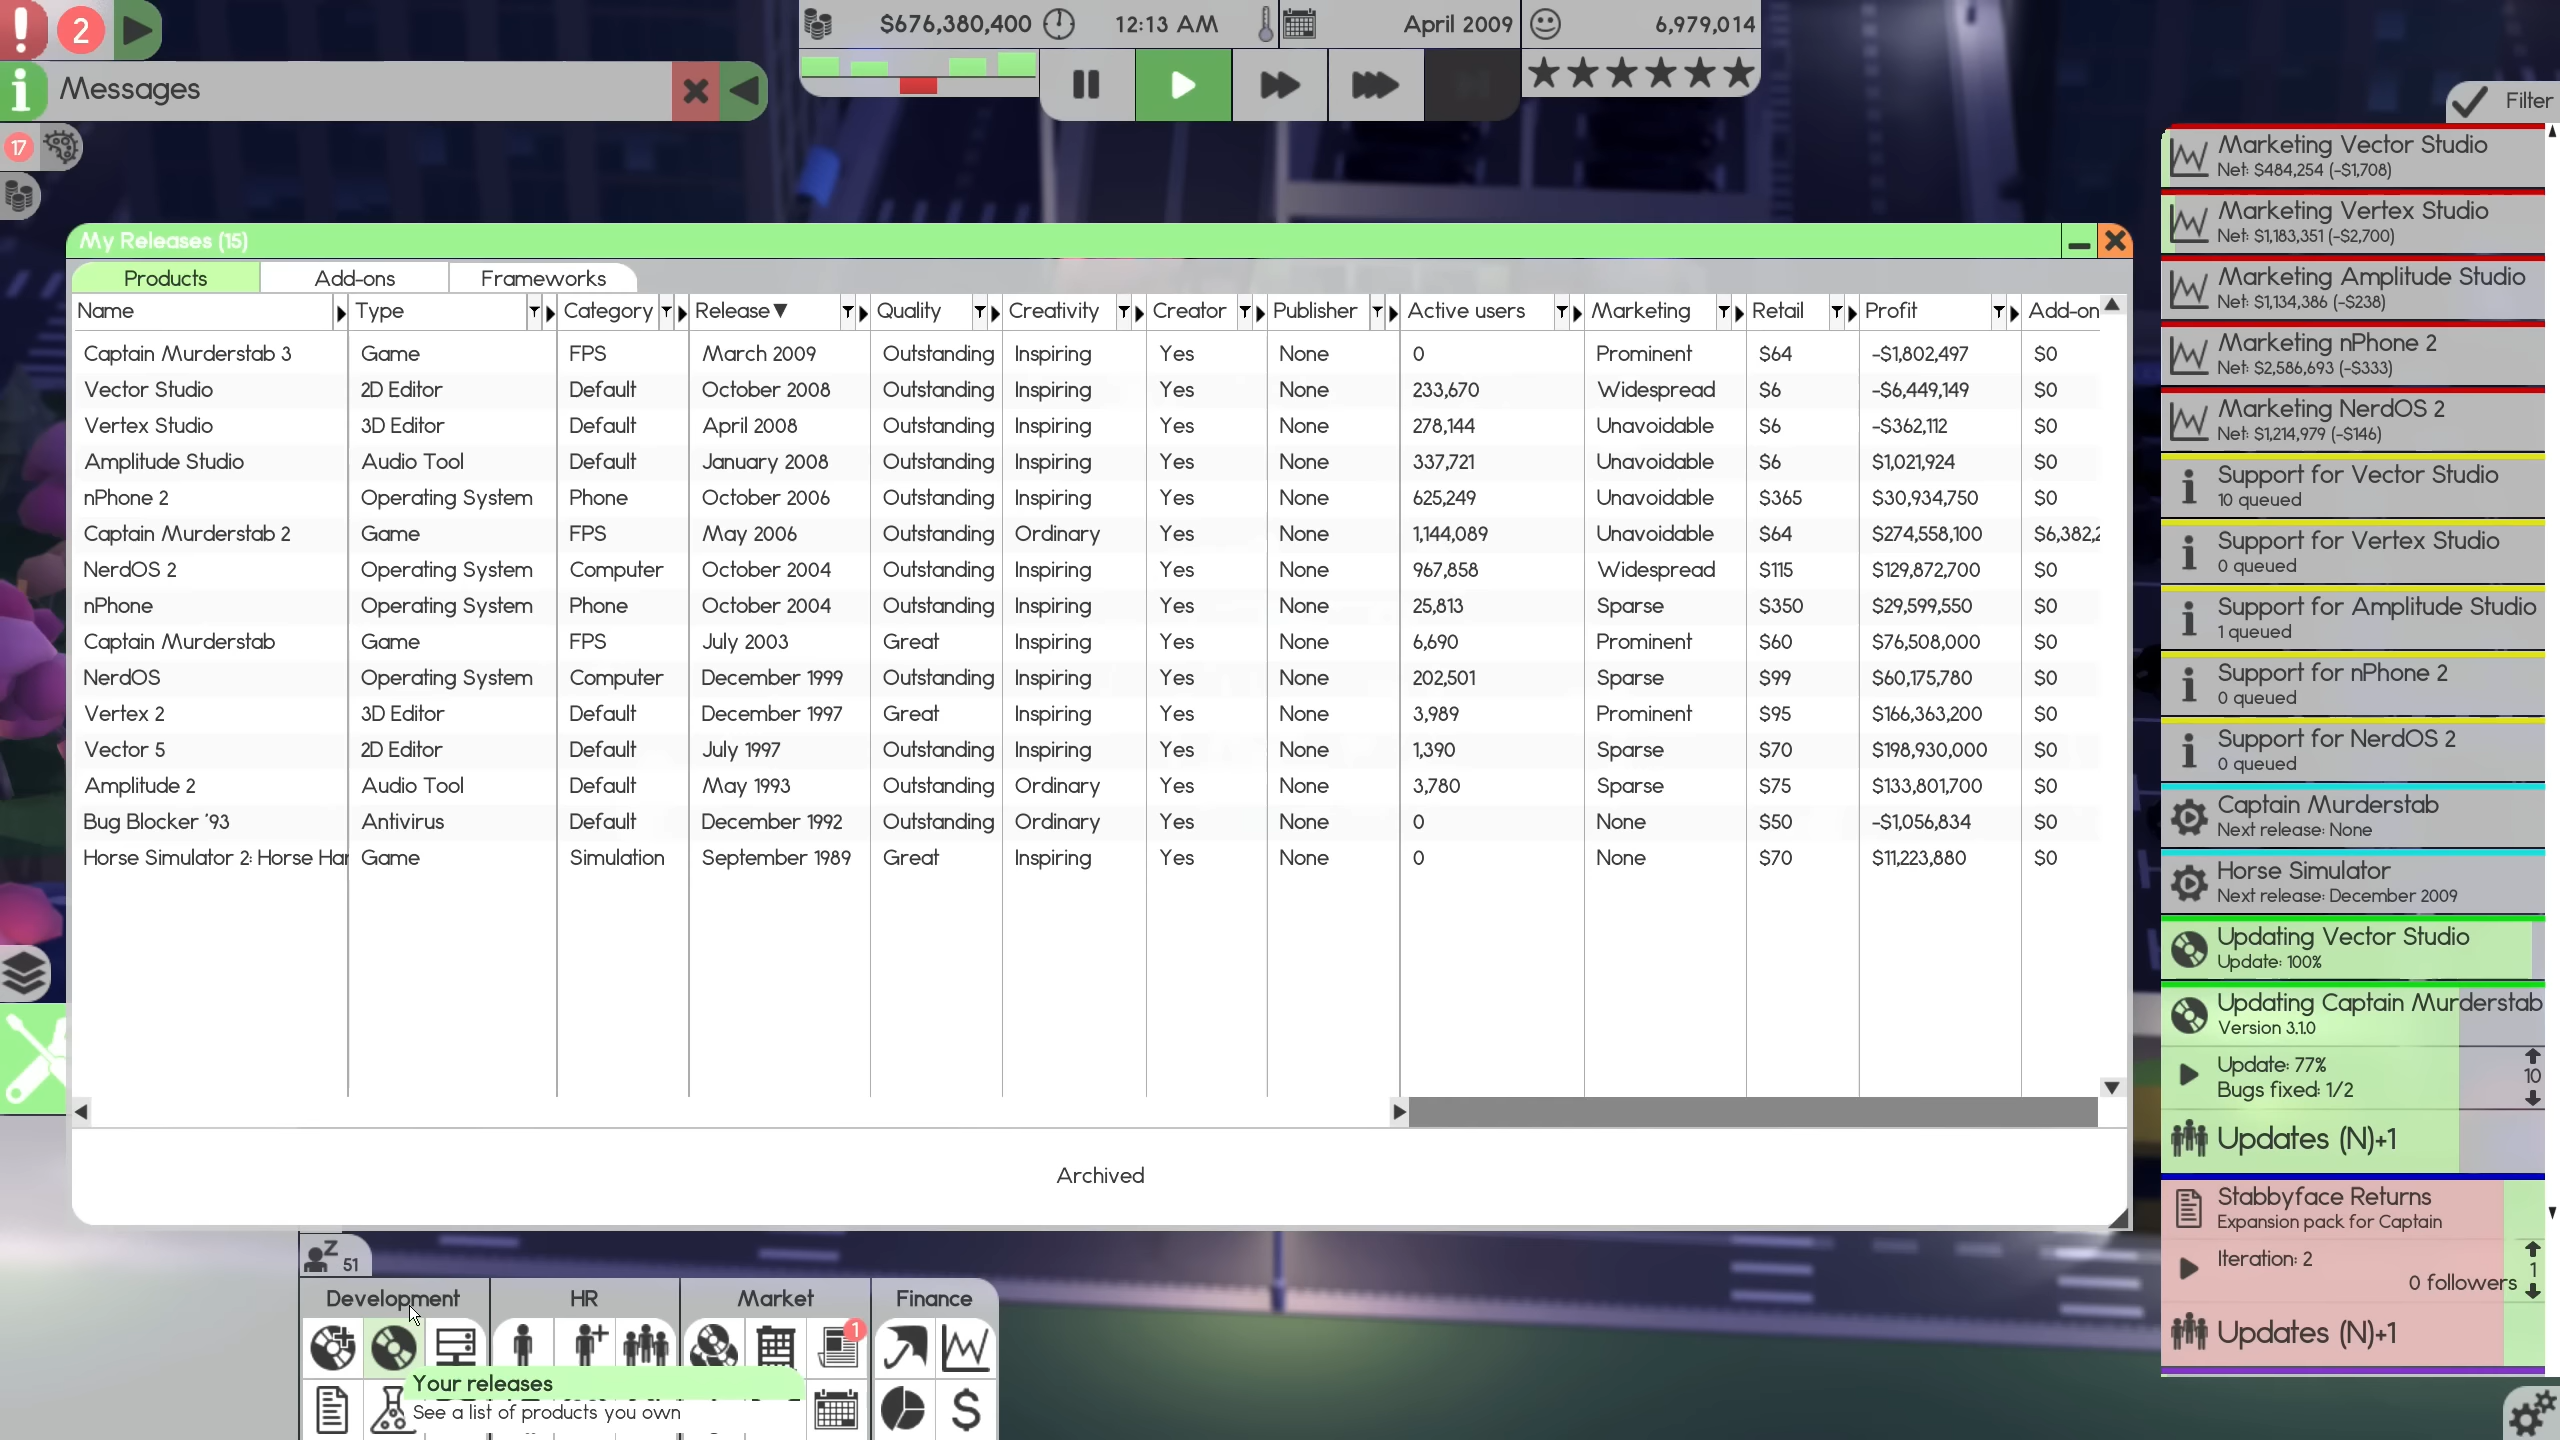 2
$676,380,400
12:13 AM
April 2009
6,979,014
Messages
17
Filter
My Releases (15)
Products Add-ons Frameworks
Name Type Category Release▼ Quality Creativity Creator Publisher Active users Marketing Retail Profit Add-on
Captain Murderstab 3 Game FPS March 2009 Outstanding Inspiring Yes None 0 Prominent $64 -$1,802,497 $0
Vector Studio 2D Editor Default October 2008 Outstanding Inspiring Yes None 233,670 Widespread $6 -$6,449,149 $0
Vertex Studio 3D Editor Default April 2008 Outstanding Inspiring Yes None 278,144 Unavoidable $6 -$362,112 $0
Amplitude Studio Audio Tool Default January 2008 Outstanding Inspiring Yes None 337,721 Unavoidable $6 $1,021,924 $0
nPhone 2 Operating System Phone October 2006 Outstanding Inspiring Yes None 625,249 Unavoidable $365 $30,934,750 $0
Captain Murderstab 2 Game FPS May 2006 Outstanding Ordinary Yes None 1,144,089 Unavoidable $64 $274,558,100 $6,382,2
NerdOS 2 Operating System Computer October 2004 Outstanding Inspiring Yes None 967,858 Widespread $115 $129,872,700 $0
nPhone Operating System Phone October 2004 Outstanding Inspiring Yes None 25,813 Sparse $350 $29,599,550 $0
Captain Murderstab Game FPS July 2003 Great Inspiring Yes None 6,690 Prominent $60 $76,508,000 $0
NerdOS Operating System Computer December 1999 Outstanding Inspiring Yes None 202,501 Sparse $99 $60,175,780 $0
Vertex 2 3D Editor Default December 1997 Great Inspiring Yes None 3,989 Prominent $95 $166,363,200 $0
Vector 5 2D Editor Default July 1997 Outstanding Inspiring Yes None 1,390 Sparse $70 $198,930,000 $0
Amplitude 2 Audio Tool Default May 1993 Outstanding Ordinary Yes None 3,780 Sparse $75 $133,801,700 $0
Bug Blocker '93 Antivirus Default December 1992 Outstanding Ordinary Yes None 0 None $50 -$1,056,834 $0
Horse Simulator 2: Horse Har Game Simulation September 1989 Great Inspiring Yes None 0 None $70 $11,223,880 $0
Archived
Marketing Vector Studio
Net: $484,254 (-$1,708)
Marketing Vertex Studio
Net: $1,183,351 (-$2,700)
Marketing Amplitude Studio
Net: $1,134,386 (-$238)
Marketing nPhone 2
Net: $2,586,693 (-$333)
Marketing NerdOS 2
Net: $1,214,979 (-$146)
Support for Vector Studio
10 queued
Support for Vertex Studio
0 queued
Support for Amplitude Studio
1 queued
Support for nPhone 2
0 queued
Support for NerdOS 2
0 queued
Captain Murderstab
Next release: None
Horse Simulator
Next release: December 2009
Updating Vector Studio
Update: 100%
Updating Captain Murderstab
Version 3.1.0
Update: 77%
10
Bugs fixed: 1/2
Updates (N)+1
Stabbyface Returns
Expansion pack for Captain
Iteration: 2
1
0 followers
Updates (N)+1
Z 51
Development HR Market Finance
1
Your releases
See a list of products you own
$